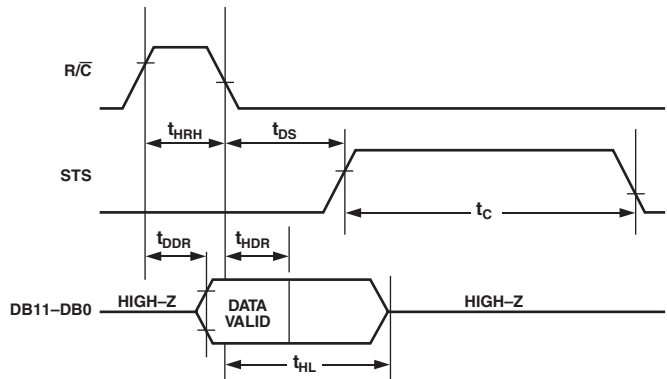 R/C̅
tHRH
tDS
STS
tC
tDDR
tHDR
DB11–DB0
HIGH–Z
DATA
VALID
HIGH–Z
tHL